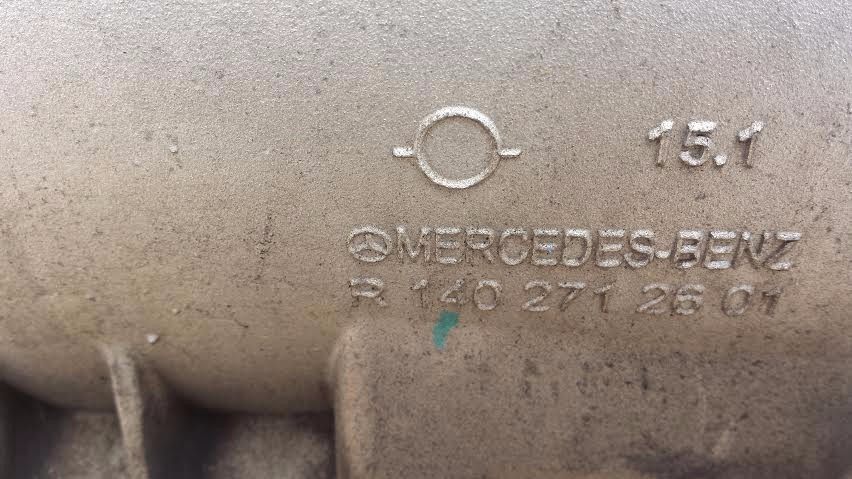 15.1
MERCEDES-BENZ
R 140 271 26 01